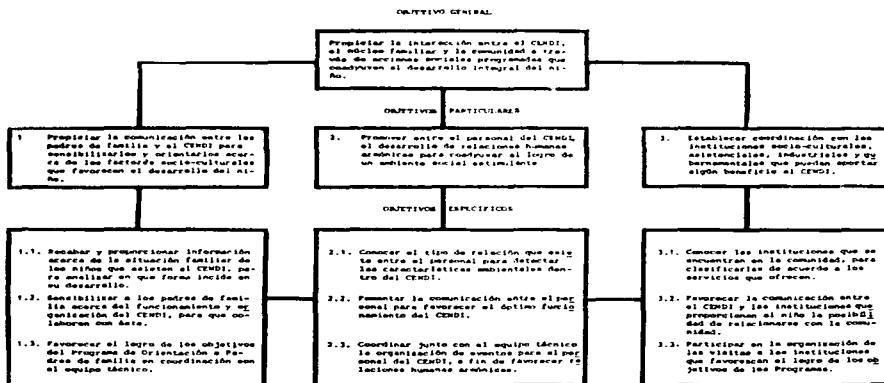 OBJETIVO GENERAL
Propiciar la interacción entre el CENDI,
el núcleo familiar y la comunidad a tra-
vés de acciones sociales programadas que
coadyuven al desarrollo integral del ni-
ño.
OBJETIVOS PARTICULARES
1 Propiciar la comunicación entre los
padres de familia y el CENDI para
sensibilizarlos y orientarlos acer
ca de los factores socio-culturales
que favorecen el desarrollo del ni-
ño.
2. Promover entre el personal del CENDI,
el desarrollo de relaciones humanas
armónicas para coadyuvar al logro de
un ambiente social estimulante
3. Establecer coordinación con las
instituciones socio-culturales,
asistenciales, industriales y gu
bernamentales que puedan aportar
algún beneficio al CENDI.
OBJETIVOS ESPECIFICOS
1.1. Recabar y proporcionar información
acerca de la situación familiar de
los niños que asisten al CENDI, pa-
ra analizar en que forma incide en
su desarrollo.
1.2. Sensibilizar a los padres de fami-
lia acerca del funcionamiento y or
ganización del CENDI, para que co-
laboren con éste.
1.3. Favorecer el logro de los objetivos
del Programa de Orientación a Pa-
dres de familia en coordinación con
el equipo técnico.
2.1. Conocer el tipo de relación que exis
te entre el personal para detectar
las características ambientales den-
tro del CENDI.
2.2. Fomentar la comunicación entre el per
sonal para favorecer el óptimo funcio
namiento del CENDI.
2.3. Coordinar junto con el equipo técnico
la organización de eventos para el per
sonal del CENDI, a fin de favorecer re
laciones humanas armónicas.
3.1. Conocer las instituciones que se
encuentran en la comunidad, para
clasificarlas de acuerdo a los
servicios que ofrecen.
3.2. Favorecer la comunicación entre
el CENDI y las instituciones que
proporcionen al niño la posibili
dad de relacionarse con la comu-
nidad.
3.3. Participar en la organización de
las visitas a las instituciones
que favorezcan el logro de los ob
jetivos de los Programas.